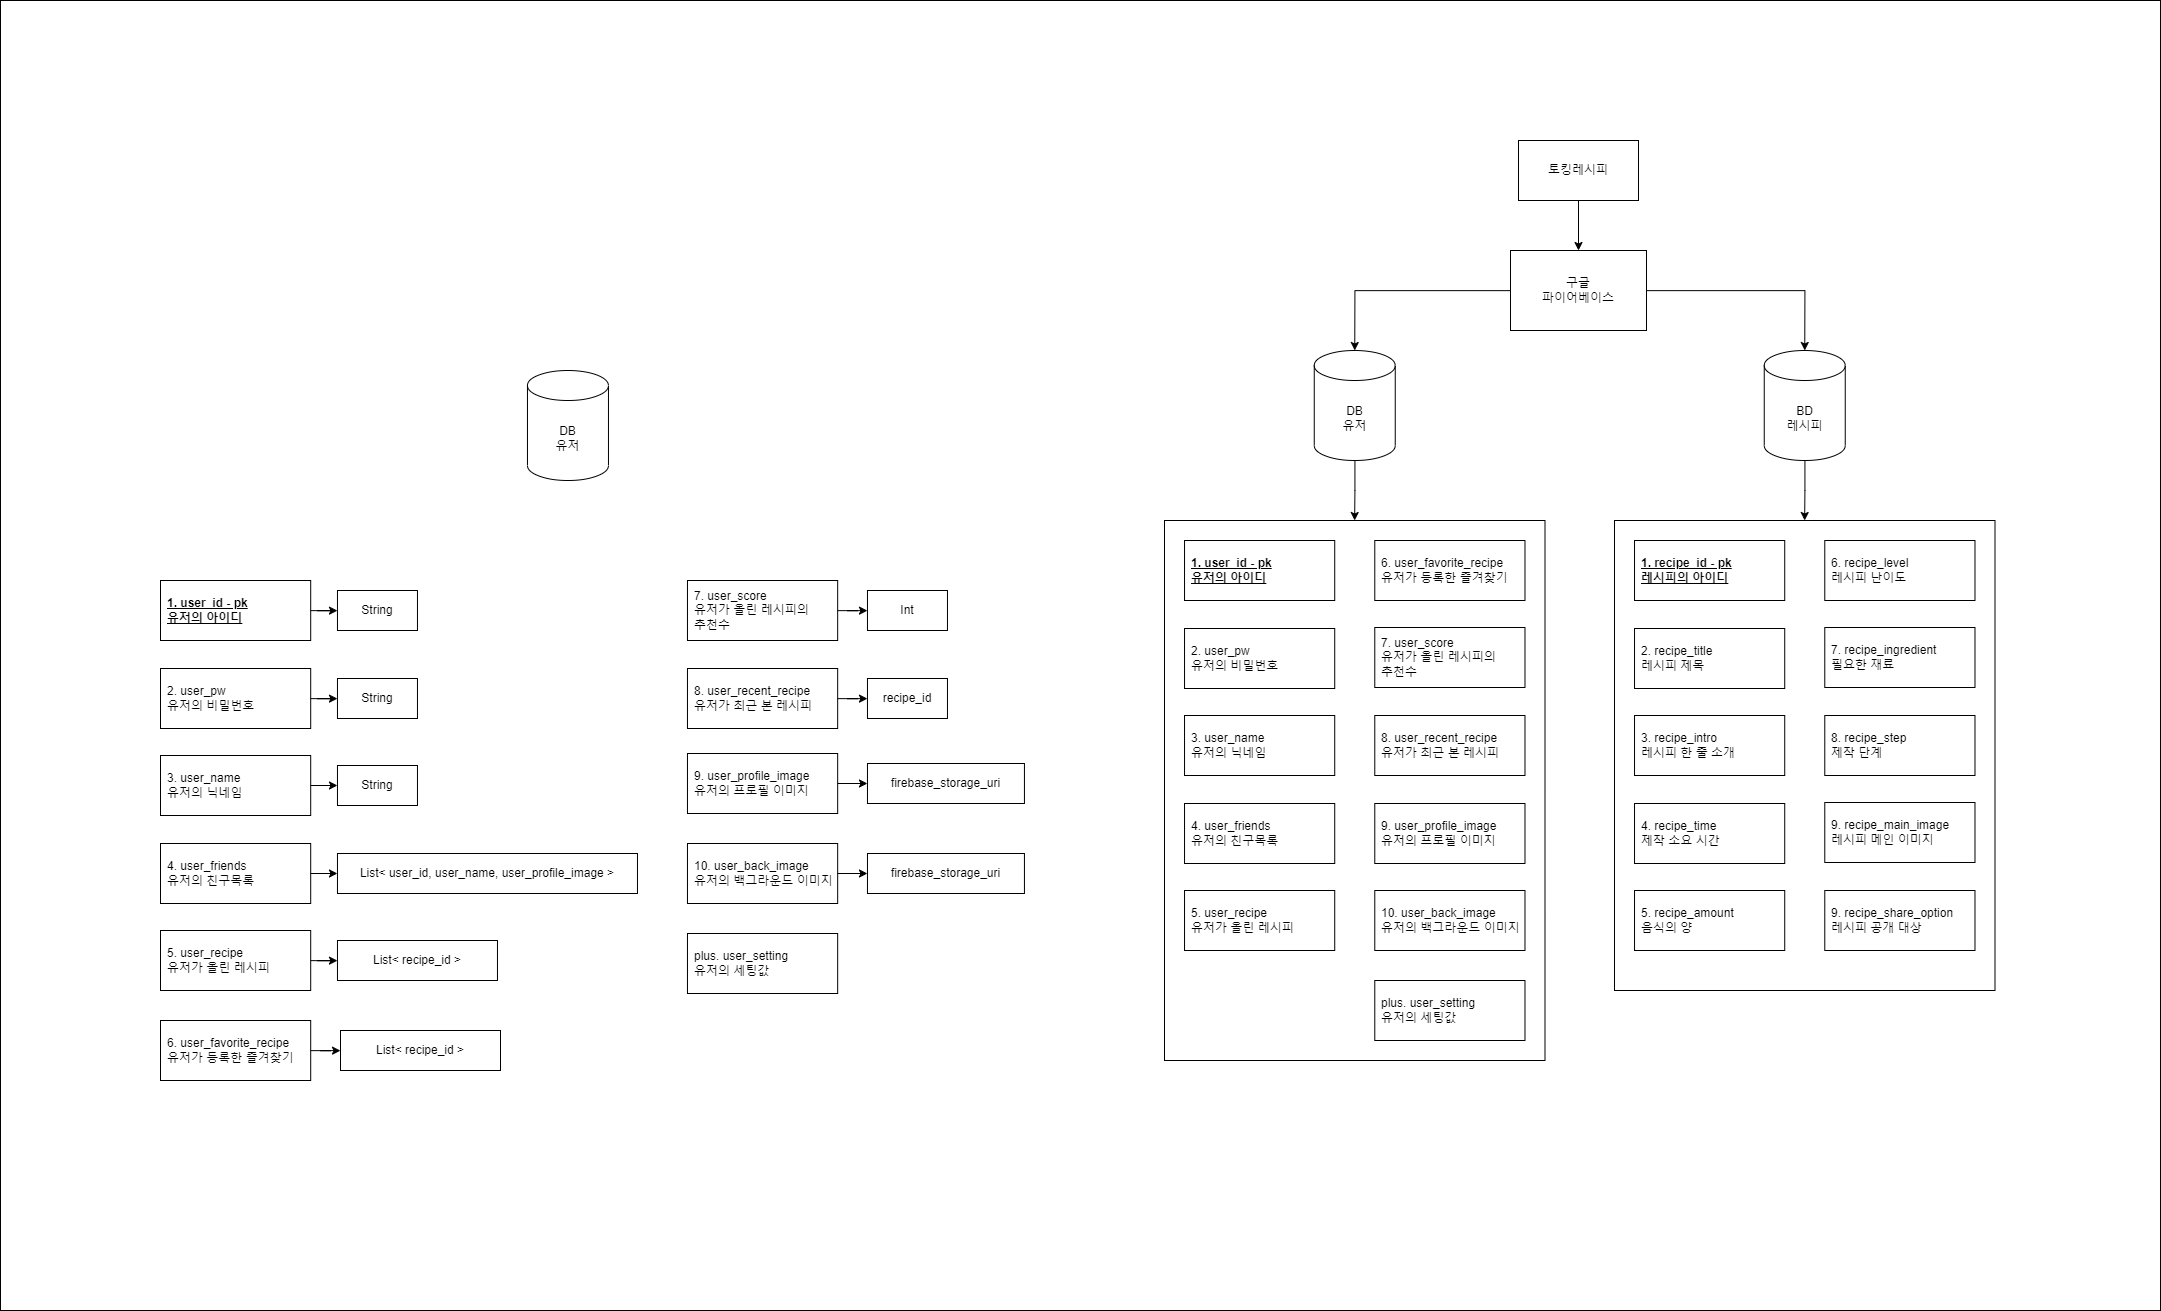 토킹레시피
구글
파이어베이스
DB
유저
BD
레시피
DB
유저
1. user_id - pk
유저의 아이디
String
2. user_pw
유저의 비밀번호
String
3. user_name
유저의 닉네임
String
4. user_friends
유저의 친구목록
List< user_id, user_name, user_profile_image >
5. user_recipe
유저가 올린 레시피
List< recipe_id >
6. user_favorite_recipe
유저가 등록한 즐겨찾기
List< recipe_id >
7. user_score
유저가 올린 레시피의
추천수
Int
8. user_recent_recipe
유저가 최근 본 레시피
recipe_id
9. user_profile_image
유저의 프로필 이미지
firebase_storage_uri
10. user_back_image
유저의 백그라운드 이미지
firebase_storage_uri
plus. user_setting
유저의 세팅값
1. user_id - pk
유저의 아이디
2. user_pw
유저의 비밀번호
3. user_name
유저의 닉네임
4. user_friends
유저의 친구목록
5. user_recipe
유저가 올린 레시피
6. user_favorite_recipe
유저가 등록한 즐겨찾기
7. user_score
유저가 올린 레시피의
추천수
8. user_recent_recipe
유저가 최근 본 레시피
9. user_profile_image
유저의 프로필 이미지
10. user_back_image
유저의 백그라운드 이미지
plus. user_setting
유저의 세팅값
1. recipe_id - pk
레시피의 아이디
2. recipe_title
레시피 제목
3. recipe_intro
레시피 한 줄 소개
4. recipe_time
제작 소요 시간
5. recipe_amount
음식의 양
6. recipe_level
레시피 난이도
7. recipe_ingredient
필요한 재료
8. recipe_step
제작 단계
9. recipe_main_image
레시피 메인 이미지
9. recipe_share_option
레시피 공개 대상